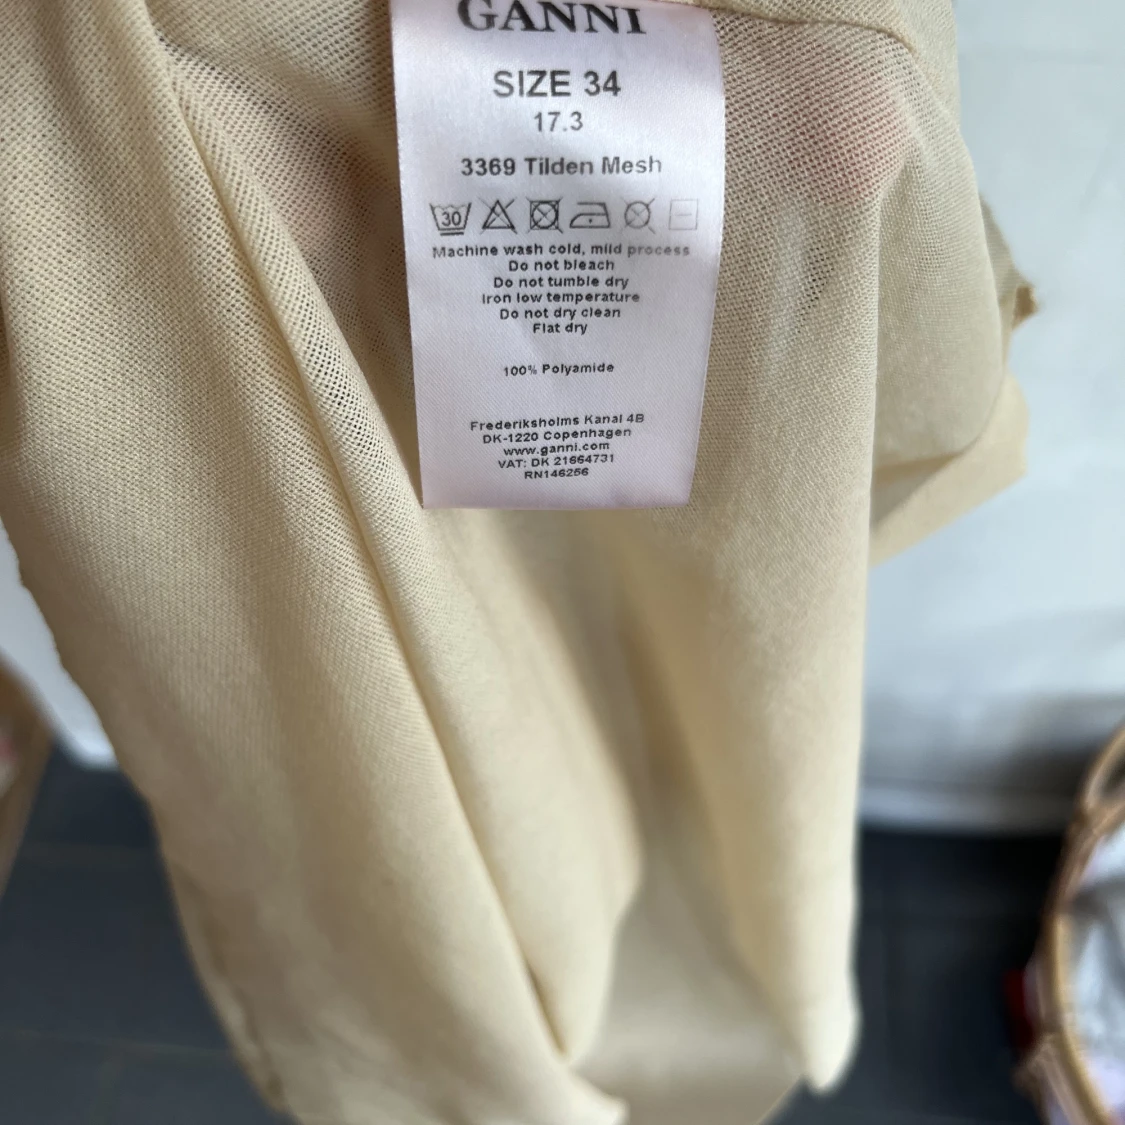 GANNI
SIZE 34
17.3
3369 Tilden Mesh
30
Machine wash cold, mild process
Do not bleach
Do not tumble dry
Iron low temperature
Do not dry clean
Flat dry
100% Polyamide
Frederiksholms Kanal 4B
DK-1220 Copenhagen
www.ganni.com
VAT: DK 21664731
RN146256